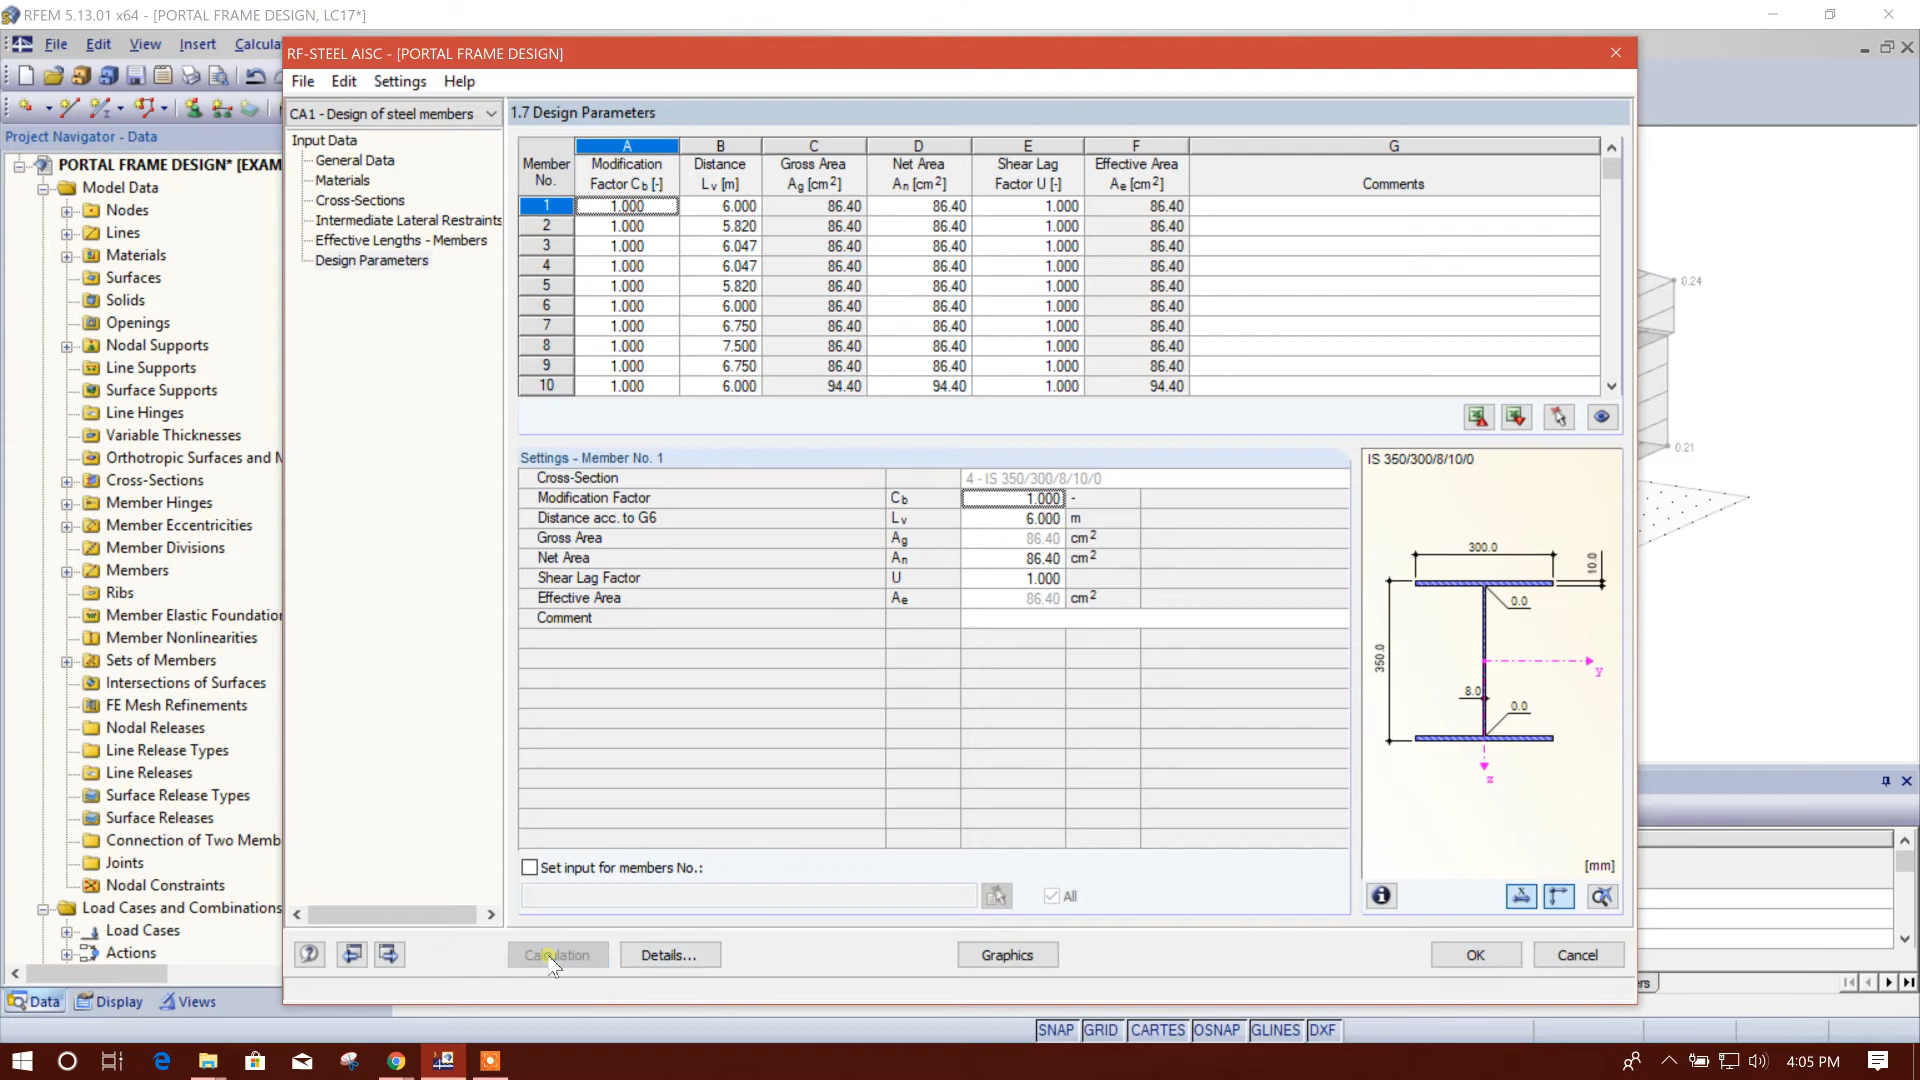 RFEM 5.13.01 x64 - [PORTAL FRAME DESIGN, LC17*]
File Edit View Insert
RF-STEEL AISC - [PORTAL FRAME DESIGN]
File Edit Settings Help
Project Navigator - Data
PORTAL FRAME DESIGN*
Model Data
Nodes
Lines
Materials
Surfaces
Solids
Openings
Nodal Supports
Line Supports
Surface Supports
Line Hinges
Variable Thicknesses
Orthotropic Surfaces and
Cross-Sections
Member Hinges
Member Eccentricities
Member Divisions
Members
Ribs
Member Elastic
Member Nonlinearities
Sets of Members
Intersections of Surfaces
FE Mesh Refinements
Nodal Releases
Line Release Types
Line Releases
Surface Release Types
Surface Releases
Connection of Two
Joints
Nodal Constraints
Load Cases and Combinations
Load Cases
Actions
Data Display Views
CA1 - Design of steel members
Input Data
General Data
Materials
Cross-Sections
Intermediate Lateral Restraints
Effective Lengths - Members
Design Parameters
1.7 Design Parameters
A B C D E F G
Member No. Modification Factor Cb [-] Distance Lv [m] Gross Area Ag [cm2] Net Area An [cm2] Shear Lag Factor U [-] Effective Area Ae [cm2] Comments
1 1.000 6.000 86.40 86.40 1.000 86.40
2 1.000 5.820 86.40 86.40 1.000 86.40
3 1.000 6.047 86.40 86.40 1.000 86.40
4 1.000 6.047 86.40 86.40 1.000 86.40
5 1.000 5.820 86.40 86.40 1.000 86.40
6 1.000 6.000 86.40 86.40 1.000 86.40
7 1.000 6.750 86.40 86.40 1.000 86.40
8 1.000 7.500 86.40 86.40 1.000 86.40
9 1.000 6.750 86.40 86.40 1.000 86.40
10 1.000 6.000 94.40 94.40 1.000 94.40
Settings - Member No. 1
Cross-Section 4 - IS 350/300/8/10/0
Modification Factor Cb 1.000 -
Distance acc. to G6 Lv 6.000 m
Gross Area Ag 86.40 cm2
Net Area An 86.40 cm2
Shear Lag Factor U 1.000
Effective Area Ae 86.40 cm2
Comment
Set input for members No.:
All
IS 350/300/8/10/0
300.0
10.0
0.0
350.0
y
8.0
0.0
z
[mm]
Calculation Details... Graphics OK Cancel
0.24
0.21
SNAP GRID CARTES OSNAP GLINES DXF
4:05 PM